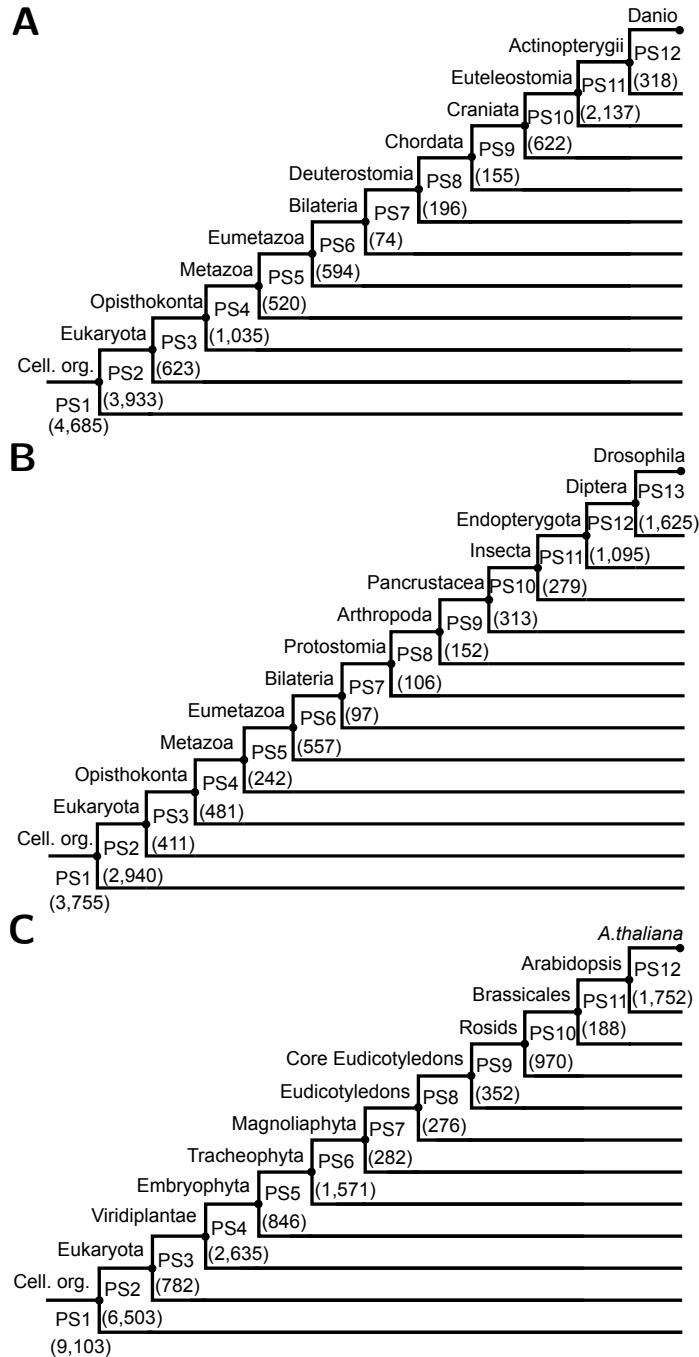 A
Danio
Actinopterygii PS12
Euteleostomia PS11 (318)
Craniata PS10 (2,137)
Chordata PS9 (622)
Deuterostomia PS8 (155)
Bilateria PS7 (196)
Eumetazoa PS6 (74)
Metazoa PS5 (594)
Opisthokonta PS4 (520)
Eukaryota PS3 (1,035)
Cell. org. PS2 (623)
PS1 (3,933)
(4,685)
B
Drosophila
Diptera PS13
Endopterygota PS12 (1,625)
Insecta PS11 (1,095)
Pancrustacea PS10 (279)
Arthropoda PS9 (313)
Protostomia PS8 (152)
Bilateria PS7 (106)
Eumetazoa PS6 (97)
Metazoa PS5 (557)
Opisthokonta PS4 (242)
Eukaryota PS3 (481)
Cell. org. PS2 (411)
PS1 (2,940)
(3,755)
C
A.thaliana
Arabidopsis PS12
Brassicales PS11 (1,752)
Rosids PS10 (188)
Core Eudicotyledons PS9 (970)
Eudicotyledons PS8 (352)
Magnoliaphyta PS7 (276)
Tracheophyta PS6 (282)
Embryophyta PS5 (1,571)
Viridiplantae PS4 (846)
Eukaryota PS3 (2,635)
Cell. org. PS2 (782)
PS1 (6,503)
(9,103)